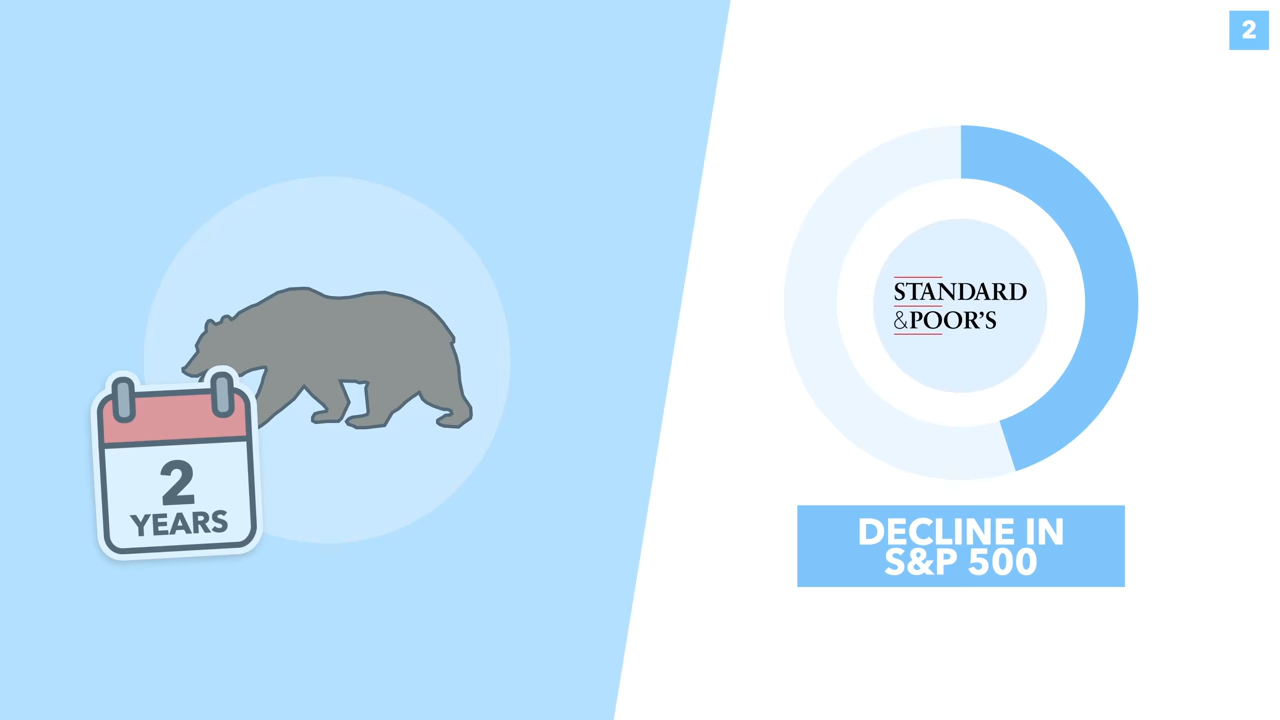 2
2
YEARS
STANDARD
&POOR'S
DECLINE IN
S&P 500